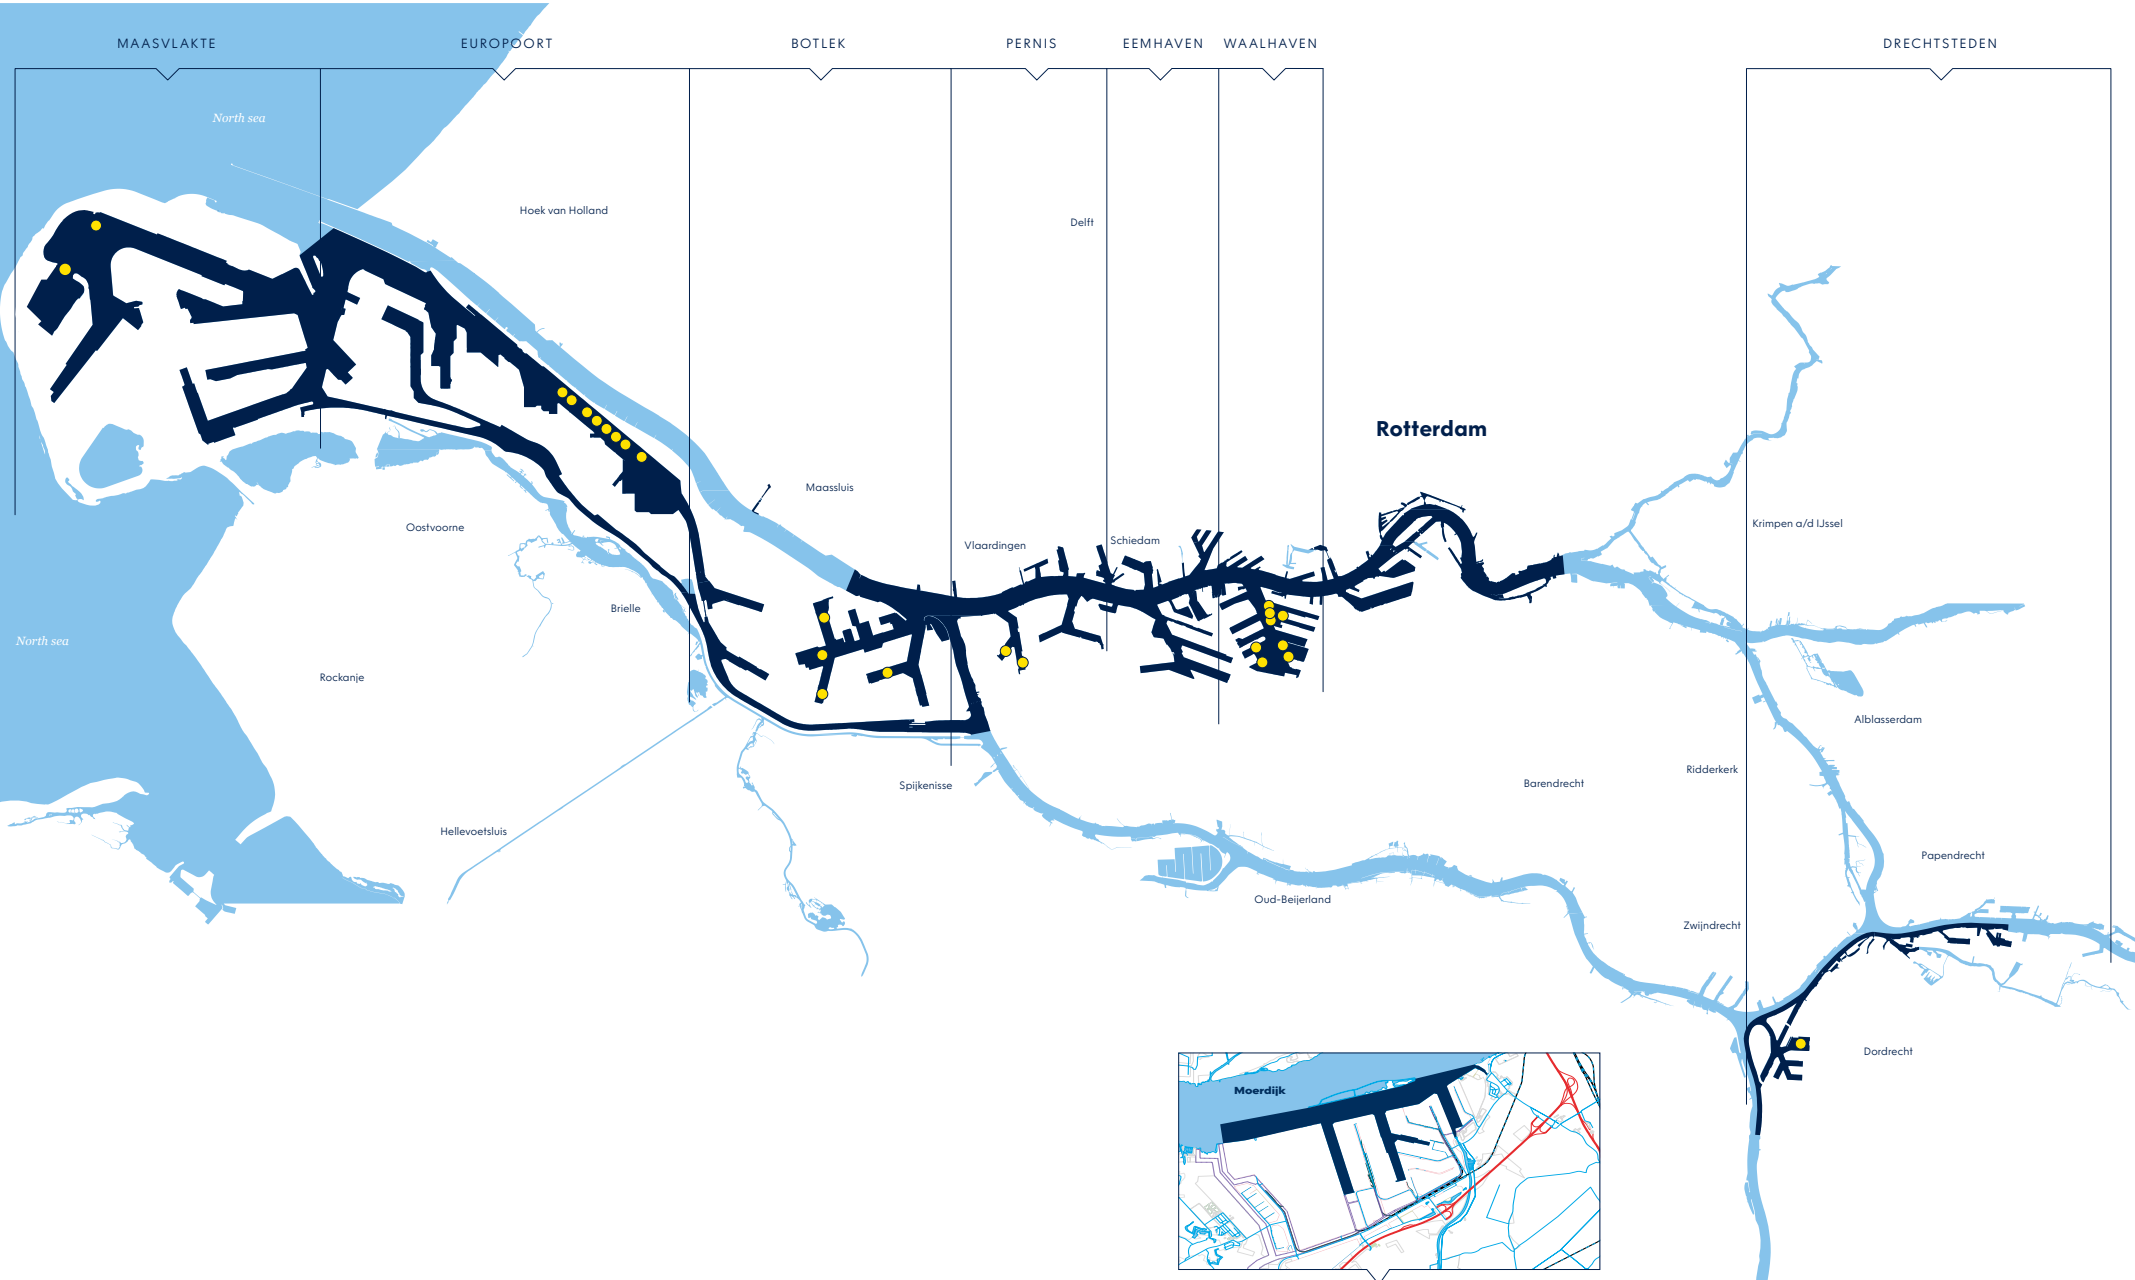 MAASVLAKTE
EUROPOORT
BOTLEK
PERNIS
EEMHAVEN
WAALHAVEN
DRECHTSTEDEN
North sea
Hoek van Holland
Delft
Rotterdam
Maassluis
Oostvoorne
Krimpen a/d IJssel
Vlaardingen
Schiedam
Brielle
North sea
Rockanje
Alblasserdam
Ridderkerk
Spijkenisse
Barendrecht
Hellevoetsluis
Papendrecht
Oud-Beijerland
Zwijndrecht
Dordrecht
Moerdijk